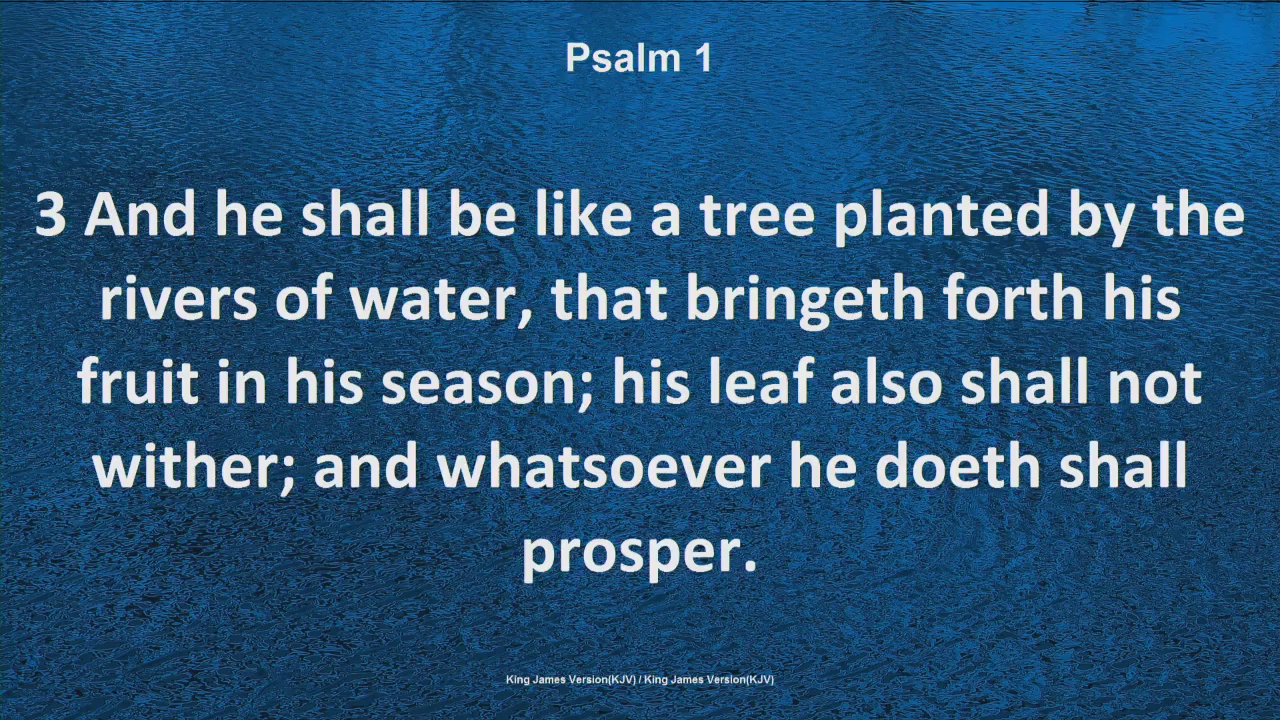 Psalm 1
3 And he shall be like a tree planted by the
rivers of water, that bringeth forth his
fruit in his season; his leaf also shall not
wither; and whatsoever he doeth shall
prosper.
King James Version(KJV) / King James Version(KJV)